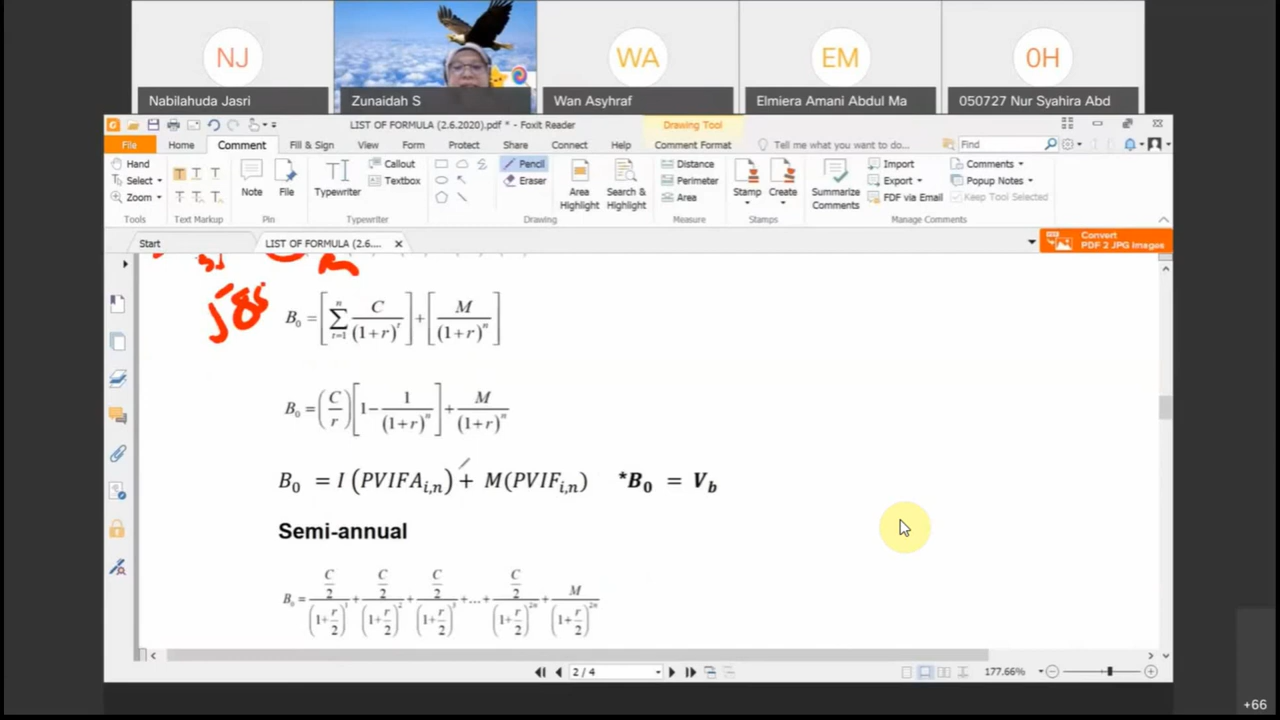 NJ WA EM 0H
Nabilahuda Jasri Zunaidah S Wan Asyhraf Elmiera Amani Abdul Ma 050727 Nur Syahira Abd
LIST OF FORMULA (2.6.2020).pdf * - Foxit Reader Drawing Tool
File Home Comment Fill & Sign View Form Protect Share Connect Help Comment Format Tell me what you want to do... Find
Hand Select Zoom Tools
T T T T T T Text Markup
Note File Pin
Typewriter Callout Textbox Typewriter
Pencil Eraser Area Highlight Search & Highlight Drawing
Distance Perimeter Area Measure
Stamp Create Stamps
Summarize Comments Import Export FDF via Email Comments Popup Notes Keep Tool Selected Manage Comments
Start LIST OF FORMULA (2.6.... Convert PDF 2 JPG Images
B₀ = [∑ₜ₌₁ⁿ C/(1+r)ᵗ] + [M/(1+r)ⁿ]
B₀ = (C/r)[1 − 1/(1+r)ⁿ] + M/(1+r)ⁿ
B₀ = I (PVIFA_{i,n}) + M(PVIF_{i,n}) *B₀ = V_b
Semi-annual
B₀ = (C/2)/(1+r/2)¹ + (C/2)/(1+r/2)² + (C/2)/(1+r/2)³ +...+ (C/2)/(1+r/2)²ⁿ + M/(1+r/2)²ⁿ
2 / 4 177.66%
+66